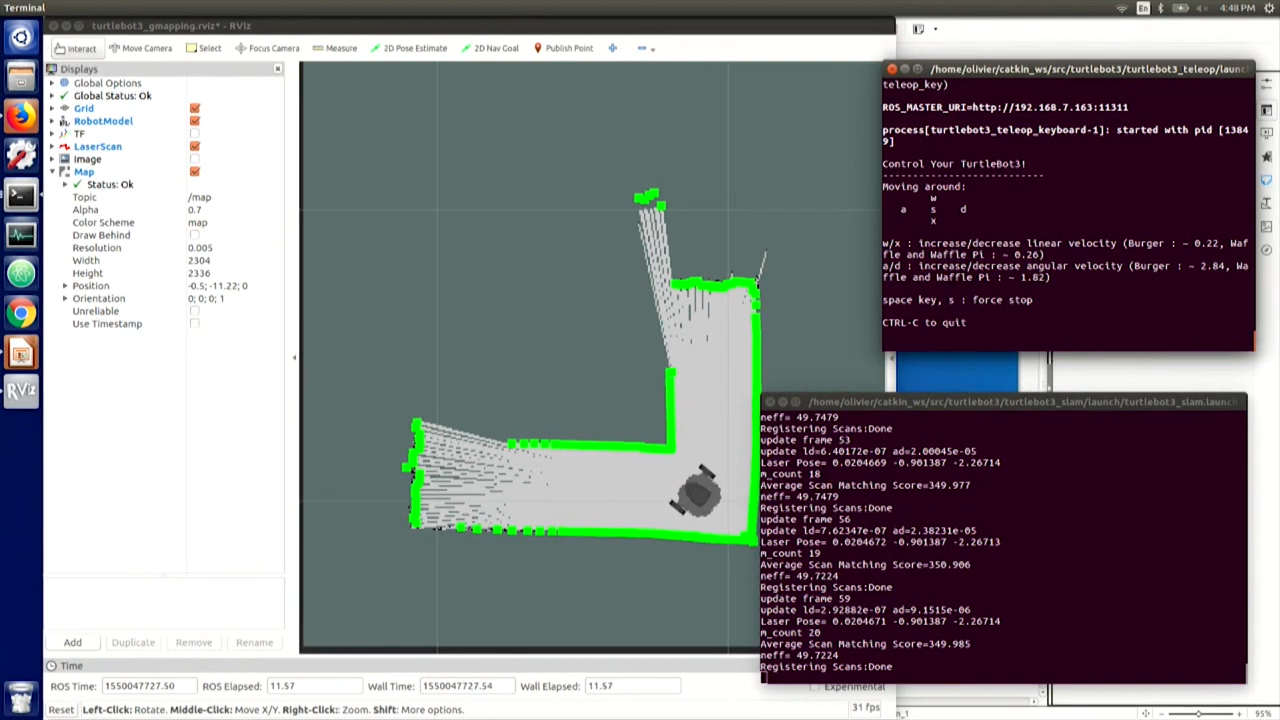 Terminal
En
4:48 PM
turtlebot3_gmapping.rviz* - RViz
Interact
Move Camera
Select
Focus Camera
Measure
2D Pose Estimate
2D Nav Goal
Publish Point
Displays
Global Options
Global Status: Ok
Grid
RobotModel
TF
LaserScan
Image
Map
Status: Ok
Topic /map
Alpha 0.7
Color Scheme map
Draw Behind
Resolution 0.005
Width 2304
Height 2336
Position -0.5; -11.22; 0
Orientation 0; 0; 0; 1
Unreliable
Use Timestamp
Add
Duplicate
Remove
Rename
Time
ROS Time: 1550047727.50
ROS Elapsed: 11.57
Wall Time: 1550047727.54
Wall Elapsed: 11.57
Experimental
Reset
Left-Click: Rotate. Middle-Click: Move X/Y. Right-Click:: Zoom. Shift: More options.
31 fps
RViz
/home/olivier/catkin_ws/src/turtlebot3/turtlebot3_teleop/launc
teleop_key)
ROS_MASTER_URI=http://192.168.7.163:11311
process[turtlebot3_teleop_keyboard-1]: started with pid [1384
9]
Control Your TurtleBot3!
---------------------------
Moving around:
w
a s d
x
w/x : increase/decrease linear velocity (Burger : ~ 0.22, Waf
fle and Waffle Pi : ~ 0.26)
a/d : increase/decrease angular velocity (Burger : ~ 2.84, Wa
ffle and Waffle Pi : ~ 1.82)
space key, s : force stop
CTRL-C to quit
/home/olivier/catkin_ws/src/turtlebot3/turtlebot3_slam/launch/turtlebot3_slam.launch
neff= 49.7479
Registering Scans:Done
update frame 53
update ld=6.40172e-07 ad=2.00045e-05
Laser Pose= 0.0204669 -0.901387 -2.26714
m_count 18
Average Scan Matching Score=349.977
neff= 49.7479
Registering Scans:Done
update frame 56
update ld=7.62347e-07 ad=2.38231e-05
Laser Pose= 0.0204672 -0.901387 -2.26713
m_count 19
Average Scan Matching Score=350.906
neff= 49.7224
Registering Scans:Done
update frame 59
update ld=2.92882e-07 ad=9.1515e-06
Laser Pose= 0.0204671 -0.901387 -2.26714
m_count 20
Average Scan Matching Score=349.985
neff= 49.7224
Registering Scans:Done
95%